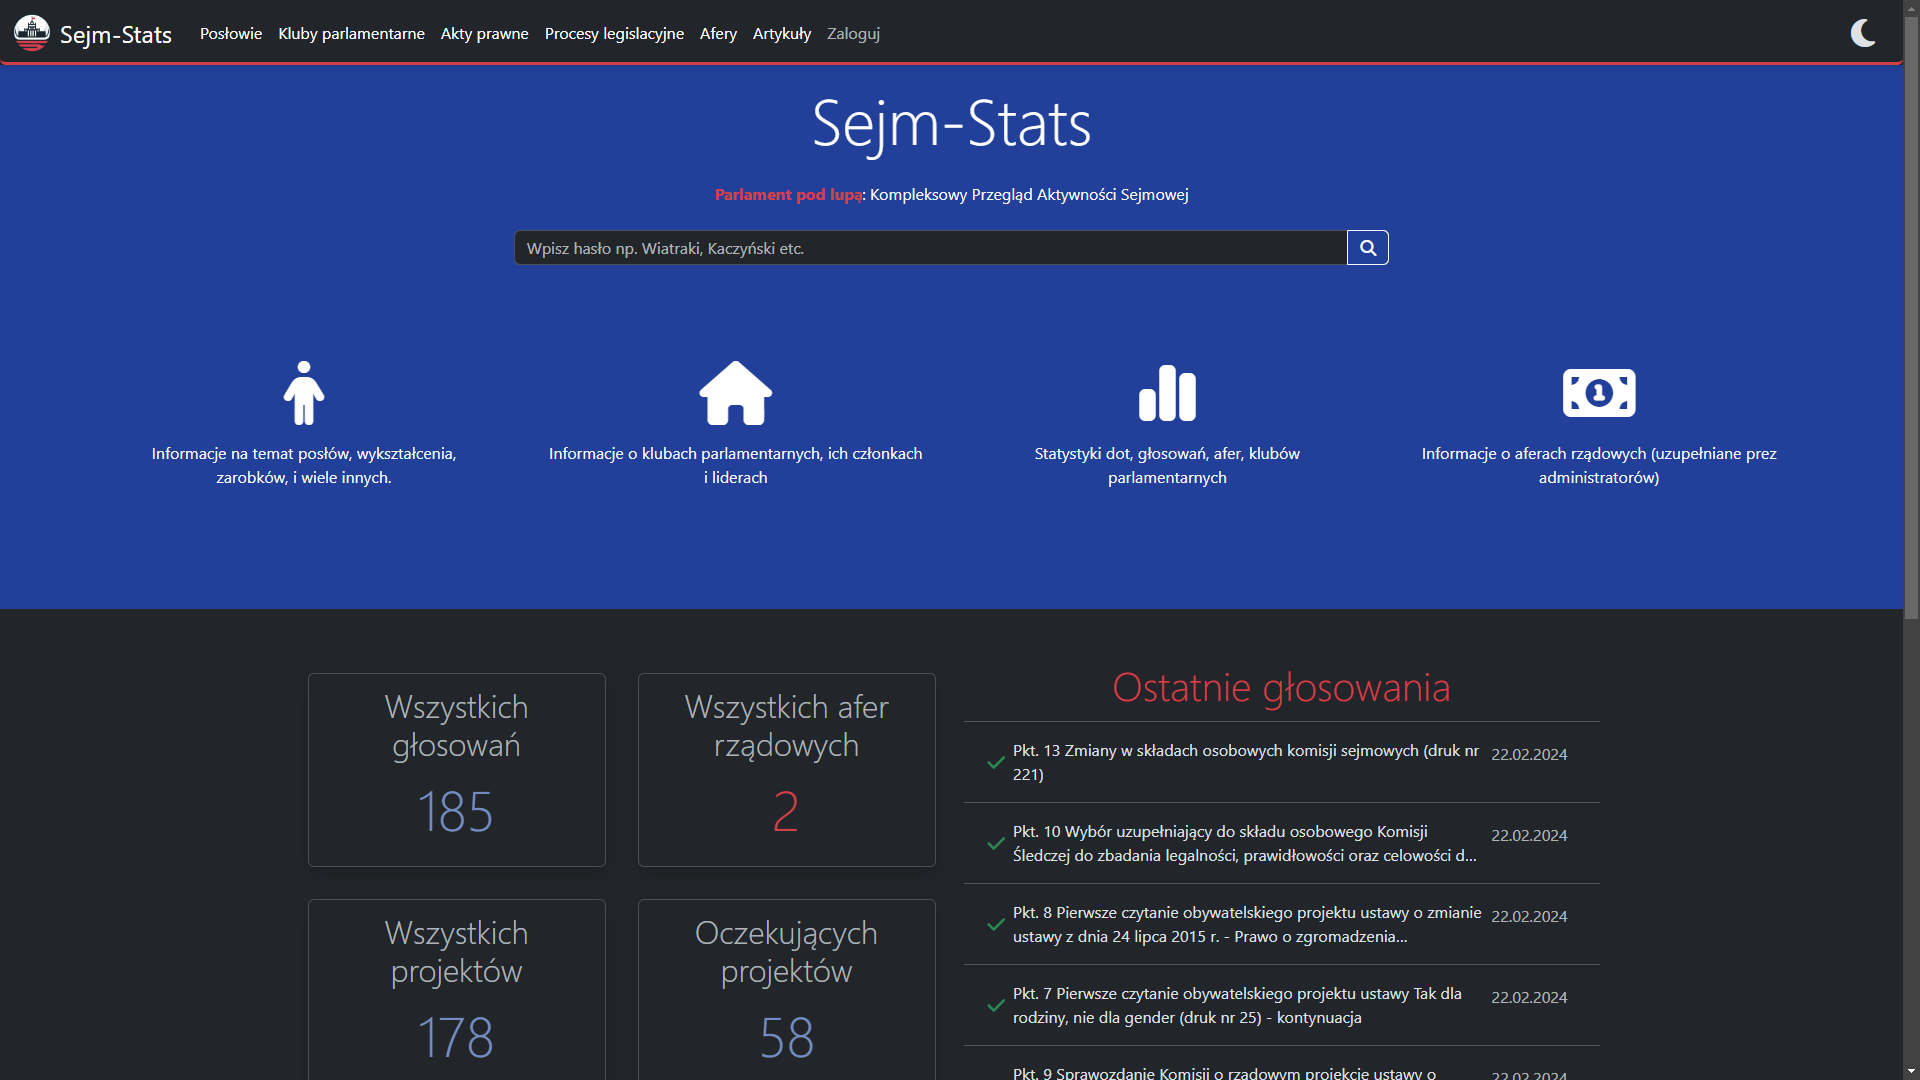 Sejm-Stats
Posłowie
Kluby parlamentarne
Akty prawne
Procesy legislacyjne
Afery
Artykuły
Zaloguj
Sejm-Stats
Parlament pod lupą: Kompleksowy Przegląd Aktywności Sejmowej
Wpisz hasło np. Wiatraki, Kaczyński etc.
Informacje na temat posłów, wykształcenia,
zarobków, i wiele innych.
Informacje o klubach parlamentarnych, ich członkach
i liderach
Statystyki dot, głosowań, afer, klubów
parlamentarnych
Informacje o aferach rządowych (uzupełniane prez
administratorów)
Wszystkich
głosowań
185
Wszystkich afer
rządowych
2
Wszystkich
projektów
178
Oczekujących
projektów
58
Ostatnie głosowania
Pkt. 13 Zmiany w składach osobowych komisji sejmowych (druk nr
221)
22.02.2024
Pkt. 10 Wybór uzupełniający do składu osobowego Komisji
Śledczej do zbadania legalności, prawidłowości oraz celowości d...
22.02.2024
Pkt. 8 Pierwsze czytanie obywatelskiego projektu ustawy o zmianie
ustawy z dnia 24 lipca 2015 r. - Prawo o zgromadzenia...
22.02.2024
Pkt. 7 Pierwsze czytanie obywatelskiego projektu ustawy Tak dla
rodziny, nie dla gender (druk nr 25) - kontynuacja
22.02.2024
Pkt. 9 Sprawozdanie Komisji o rządowym projekcie ustawy o
22.02.2024